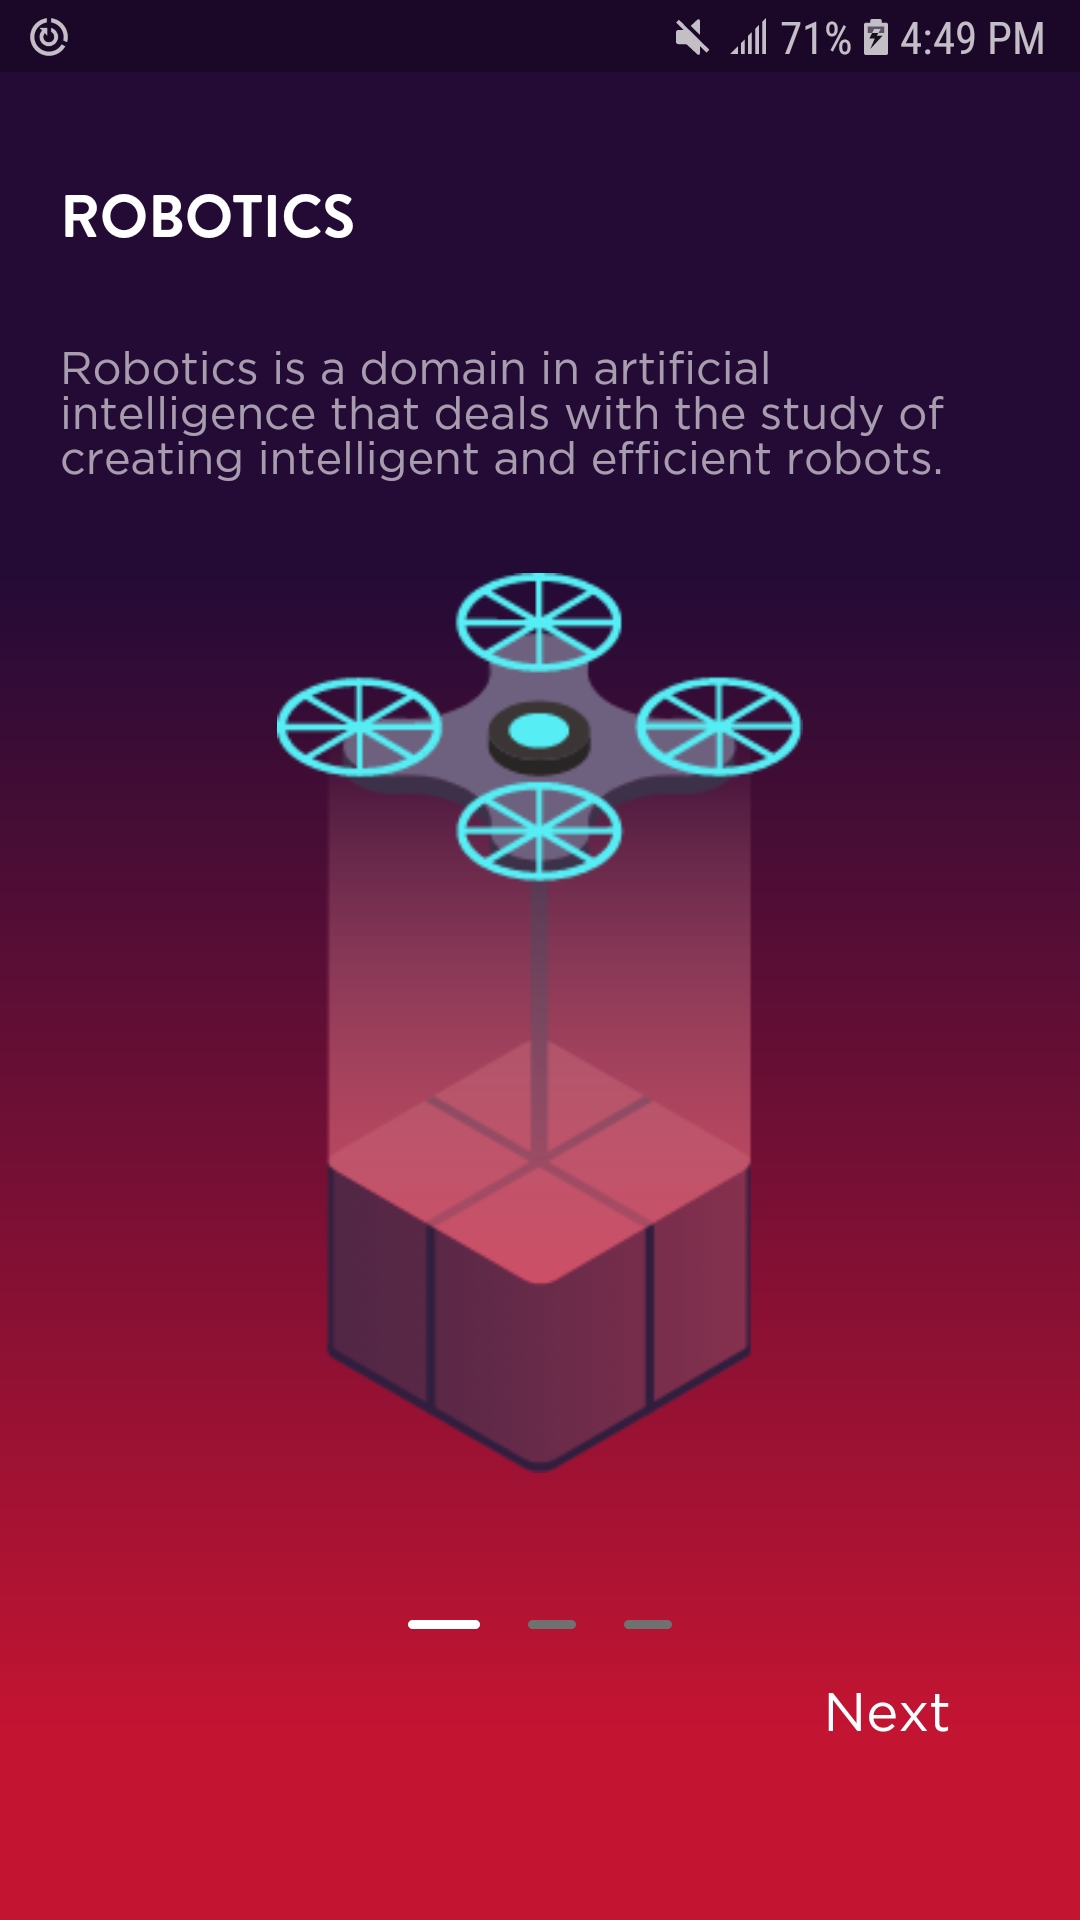 71% 4:49 PM
ROBOTICS
Robotics is a domain in artificial
intelligence that deals with the study of
creating intelligent and efficient robots.
Next